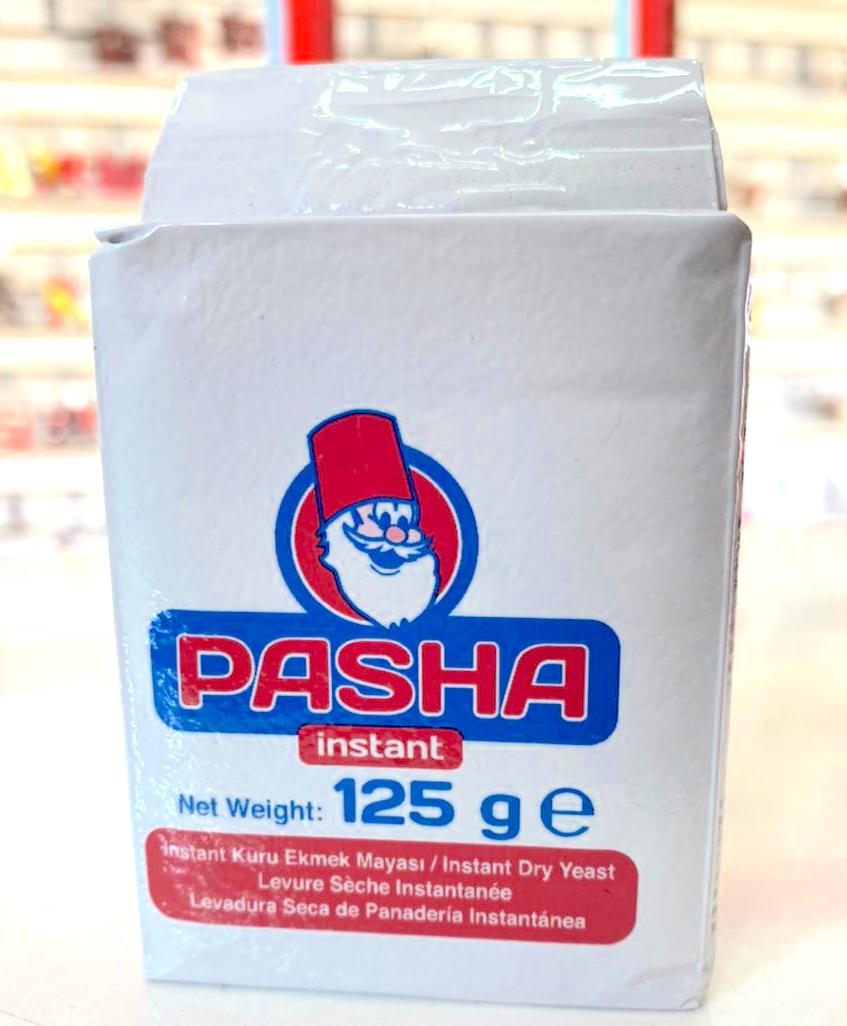 PASHA
instant
Net Weight: 125 g ℮
Instant Kuru Ekmek Mayası / Instant Dry Yeast
Levure Sèche Instantanée
Levadura Seca de Panadería Instantánea